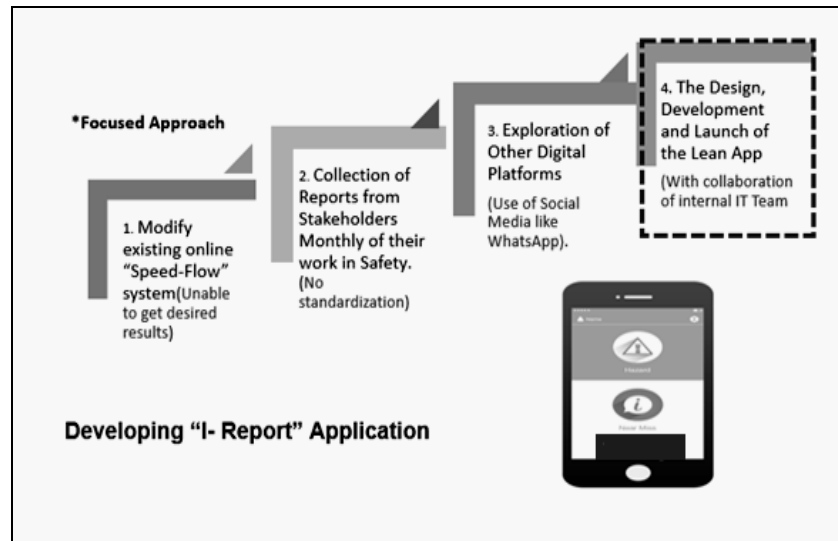 *Focused Approach
1. Modify
existing online
“Speed-Flow”
system(Unable
to get desired
results)
2. Collection of
Reports from
Stakeholders
Monthly of their
work in Safety.
(No
standardization)
3. Exploration of
Other Digital
Platforms
(Use of Social
Media like
WhatsApp).
4. The Design,
Development
and Launch of
the Lean App
(With collaboration
of internal IT Team
Developing “I- Report” Application
Home
Hazard
Near Miss